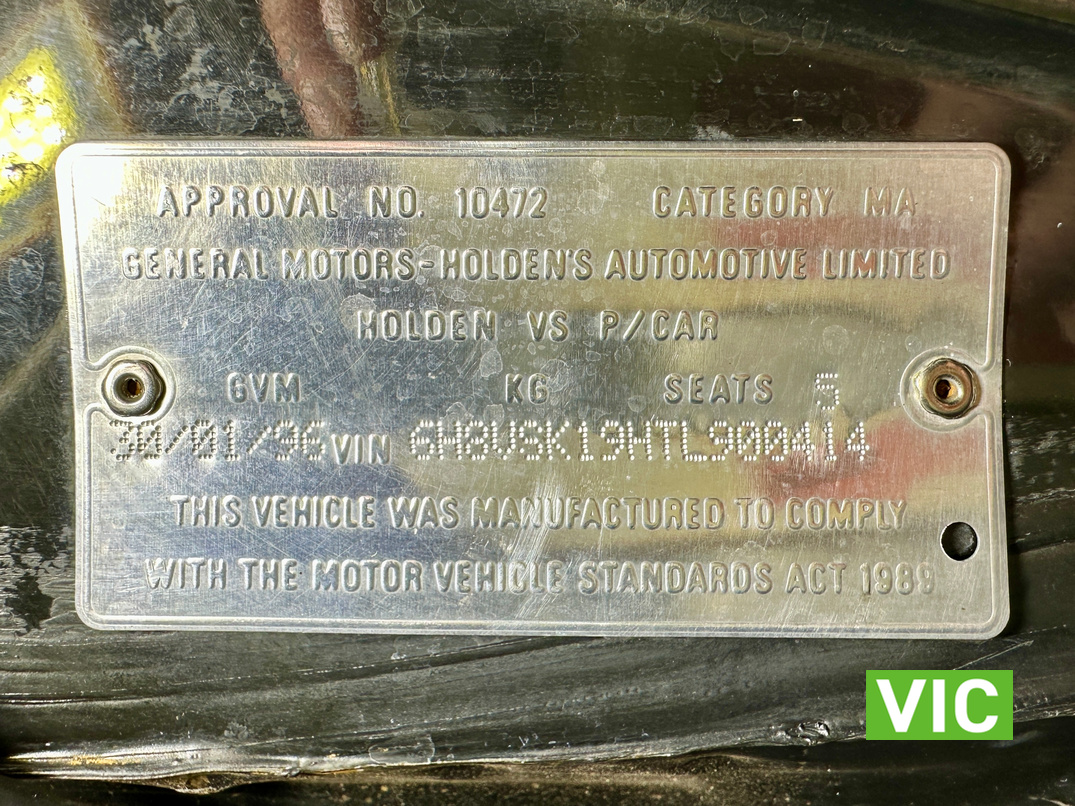 APPROVAL NO. 10472 CATEGORY MA
GENERAL MOTORS-HOLDEN'S AUTOMOTIVE LIMITED
HOLDEN VS P/CAR
GVM KG SEATS 5
30/01/96 VIN 6H8VSK19HTL900414
THIS VEHICLE WAS MANUFACTURED TO COMPLY
WITH THE MOTOR VEHICLE STANDARDS ACT 1989
VIC